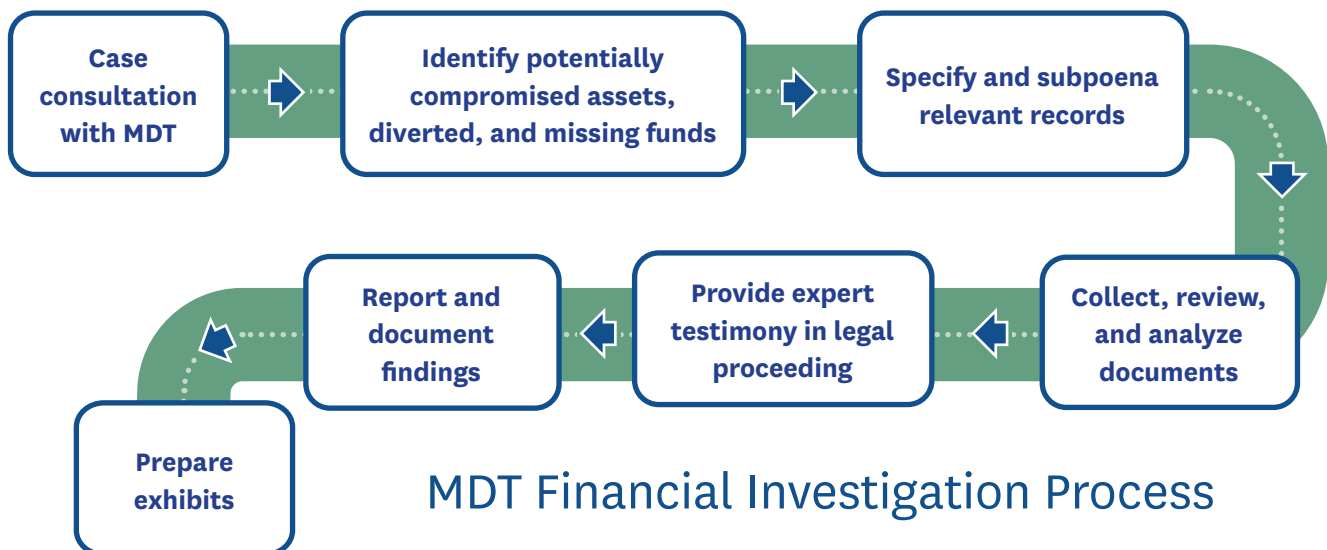 Case
consultation
with MDT
Identify potentially
compromised assets,
diverted, and missing funds
Specify and subpoena
relevant records
Collect, review,
and analyze
documents
Provide expert
testimony in legal
proceeding
Report and
document
findings
Prepare
exhibits
MDT Financial Investigation Process